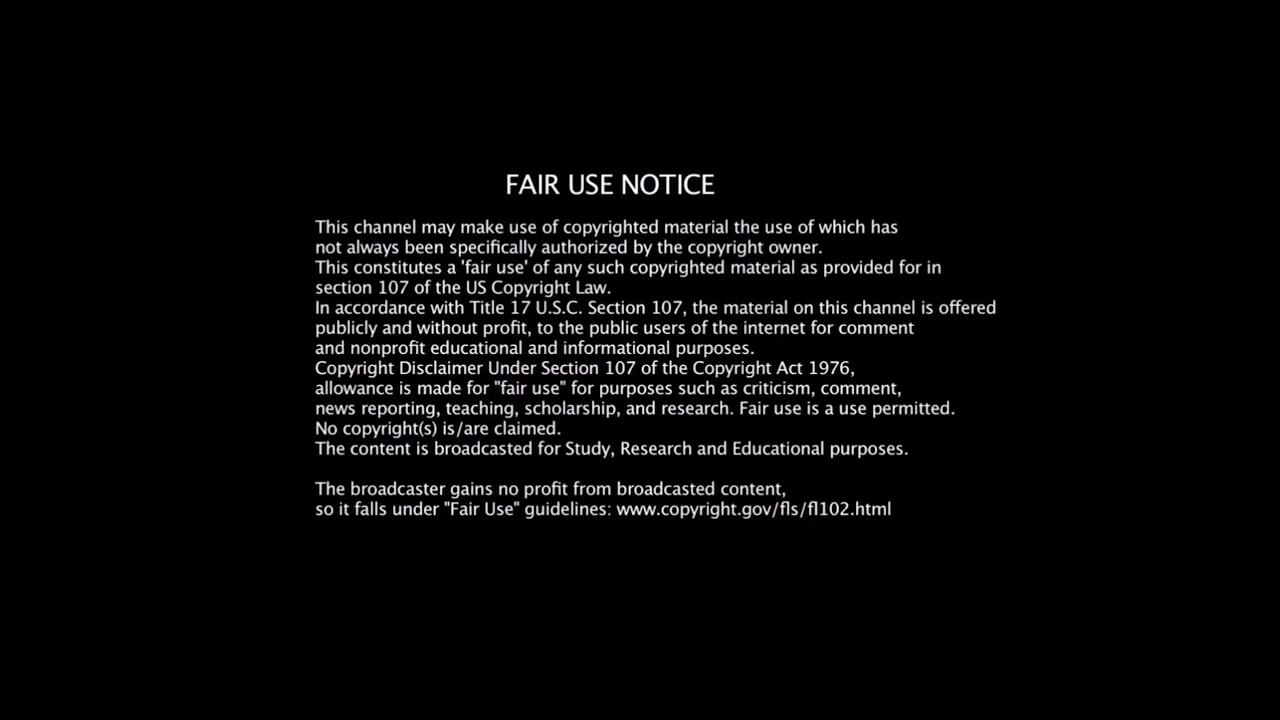 FAIR USE NOTICE
This channel may make use of copyrighted material the use of which has
not always been specifically authorized by the copyright owner.
This constitutes a 'fair use' of any such copyrighted material as provided for in
section 107 of the US Copyright Law.
In accordance with Title 17 U.S.C. Section 107, the material on this channel is offered
publicly and without profit, to the public users of the internet for comment
and nonprofit educational and informational purposes.
Copyright Disclaimer Under Section 107 of the Copyright Act 1976,
allowance is made for "fair use" for purposes such as criticism, comment,
news reporting, teaching, scholarship, and research. Fair use is a use permitted.
No copyright(s) is/are claimed.
The content is broadcasted for Study, Research and Educational purposes.
The broadcaster gains no profit from broadcasted content,
so it falls under "Fair Use" guidelines: www.copyright.gov/fls/fl102.html